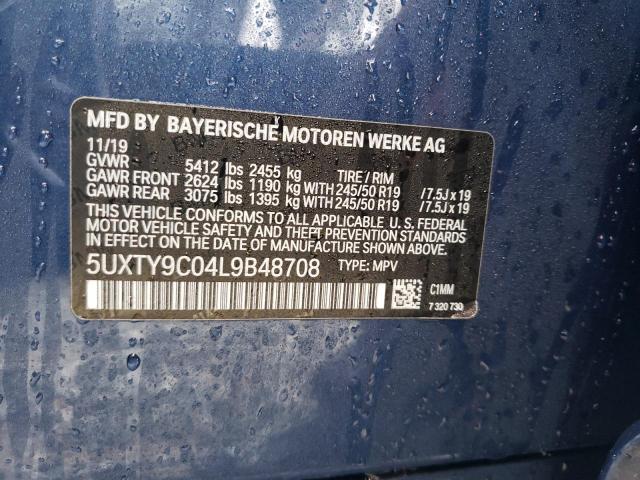 MFD BY BAYERISCHE MOTOREN WERKE AG
11/19
GVWR 5412 lbs 2455 kg TIRE / RIM
GAWR FRONT 2624 lbs 1190 kg WITH 245/50 R19 /7.5J x 19
GAWR REAR 3075 lbs 1395 kg WITH 245/50 R19 /7.5J x 19
THIS VEHICLE CONFORMS TO ALL APPLICABLE U. S. FEDERAL
MOTOR VEHICLE SAFETY AND THEFT PREVENTION STANDARDS
IN EFFECT ON THE DATE OF MANUFACTURE SHOWN ABOVE.
5UXTY9C04L9B48708 TYPE: MPV
C1MM
7 320 730